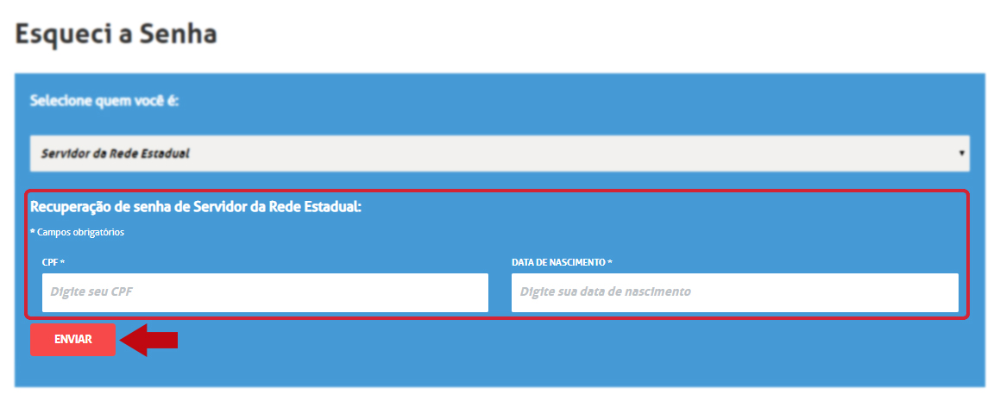 Esqueci a Senha
Selecione quem você é:
Servidor da Rede Estadual
Recuperação de senha de Servidor da Rede Estadual:
* Campos obrigatórios
CPF *
DATA DE NASCIMENTO *
Digite seu CPF
Digite sua data de nascimento
ENVIAR